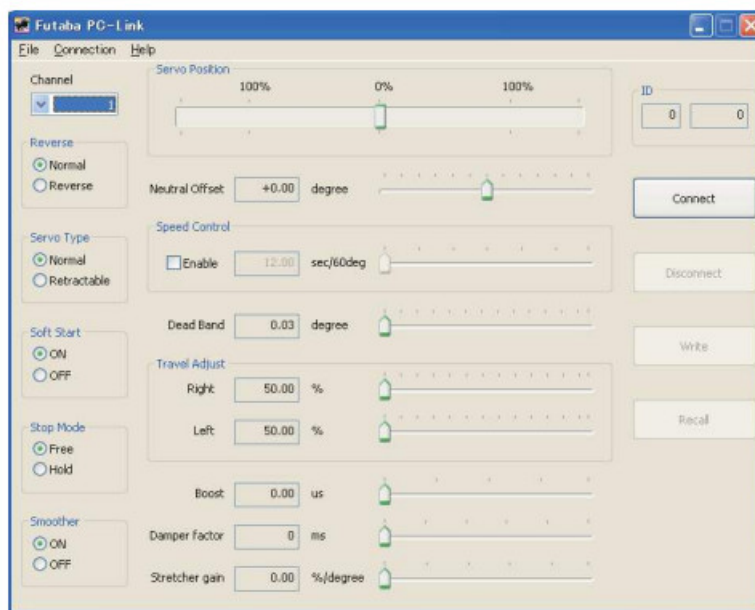 Futaba PC-Link
File Connection Help
Channel
1
Reverse
Normal
Reverse
Servo Type
Normal
Retractable
Soft Start
ON
OFF
Stop Mode
Free
Hold
Smoother
ON
OFF
Servo Position
100% 0% 100%
Neutral Offset +0.00 degree
Speed Control
Enable 12.00 sec/60deg
Dead Band 0.03 degree
Travel Adjust
Right 50.00 %
Left 50.00 %
Boost 0.00 us
Damper factor 0 ms
Stretcher gain 0.00 %/degree
ID
0 0
Connect
Disconnect
Write
Recall